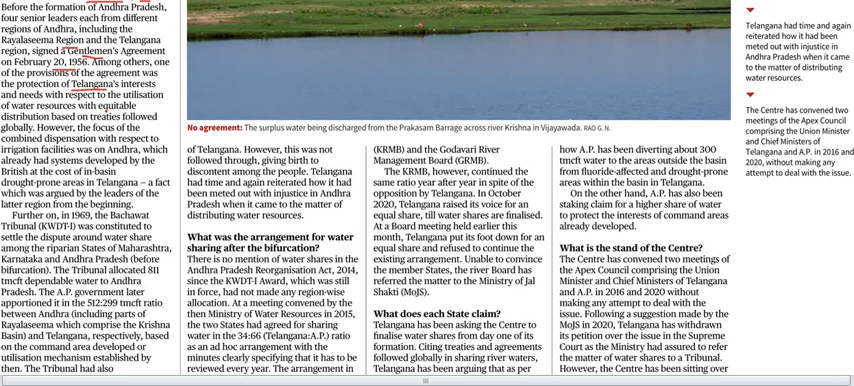 Before the formation of Andhra Pradesh,
four senior leaders each from different
regions of Andhra, including the
Rayalaseema Region and the Telangana
region, signed a Gentlemen's Agreement
on February 20, 1956. Among others, one
of the provisions of the agreement was
the protection of Telangana's interests
and needs with respect to the utilisation
of water resources with equitable
distribution based on treaties followed
globally. However, the focus of the
combined dispensation with respect to
irrigation facilities was on Andhra, which
already had systems developed by the
British at the cost of in-basin
drought-prone areas in Telangana – a fact
which was argued by the leaders of the
latter region from the beginning.
Further on, in 1969, the Bachawat
Tribunal (KWDT-I) was constituted to
settle the dispute around water share
among the riparian States of Maharashtra,
Karnataka and Andhra Pradesh (before
bifurcation). The Tribunal allocated 811
tmcft dependable water to Andhra
Pradesh. The A.P. government later
apportioned it in the 512:299 tmcft ratio
between Andhra (including parts of
Rayalaseema which comprise the Krishna
Basin) and Telangana, respectively, based
on the command area developed or
utilisation mechanism established by
then. The Tribunal had also
No agreement: The surplus water being discharged from the Prakasam Barrage across river Krishna in Vijayawada. RAO G. N.
of Telangana. However, this was not
followed through, giving birth to
discontent among the people. Telangana
had time and again reiterated how it had
been meted out with injustice in Andhra
Pradesh when it came to the matter of
distributing water resources.
What was the arrangement for water
sharing after the bifurcation?
There is no mention of water shares in the
Andhra Pradesh Reorganisation Act, 2014,
since the KWDT-I Award, which was still
in force, had not made any region-wise
allocation. At a meeting convened by the
then Ministry of Water Resources in 2015,
the two States had agreed for sharing
water in the 34:66 (Telangana:A.P.) ratio
as an ad hoc arrangement with the
minutes clearly specifying that it has to be
reviewed every year. The arrangement in
(KRMB) and the Godavari River
Management Board (GRMB).
The KRMB, however, continued the
same ratio year after year in spite of the
opposition by Telangana. In October
2020, Telangana raised its voice for an
equal share, till water shares are finalised.
At a Board meeting held earlier this
month, Telangana put its foot down for an
equal share and refused to continue the
existing arrangement. Unable to convince
the member States, the river Board has
referred the matter to the Ministry of Jal
Shakti (MoJS).
What does each State claim?
Telangana has been asking the Centre to
finalise water shares from day one of its
formation. Citing treaties and agreements
followed globally in sharing river waters,
Telangana has been arguing that as per
how A.P. has been diverting about 300
tmcft water to the areas outside the basin
from fluoride-affected and drought-prone
areas within the basin in Telangana.
On the other hand, A.P. has also been
staking claim for a higher share of water
to protect the interests of command areas
already developed.
What is the stand of the Centre?
The Centre has convened two meetings of
the Apex Council comprising the Union
Minister and Chief Ministers of Telangana
and A.P. in 2016 and 2020 without
making any attempt to deal with the
issue. Following a suggestion made by the
MoJS in 2020, Telangana has withdrawn
its petition over the issue in the Supreme
Court as the Ministry had assured to refer
the matter of water shares to a Tribunal.
However, the Centre has been sitting over
Telangana had time and again
reiterated how it had been
meted out with injustice in
Andhra Pradesh when it came
to the matter of distributing
water resources.
The Centre has convened two
meetings of the Apex Council
comprising the Union Minister
and Chief Ministers of
Telangana and A.P. in 2016 and
2020, without making any
attempt to deal with the issue.